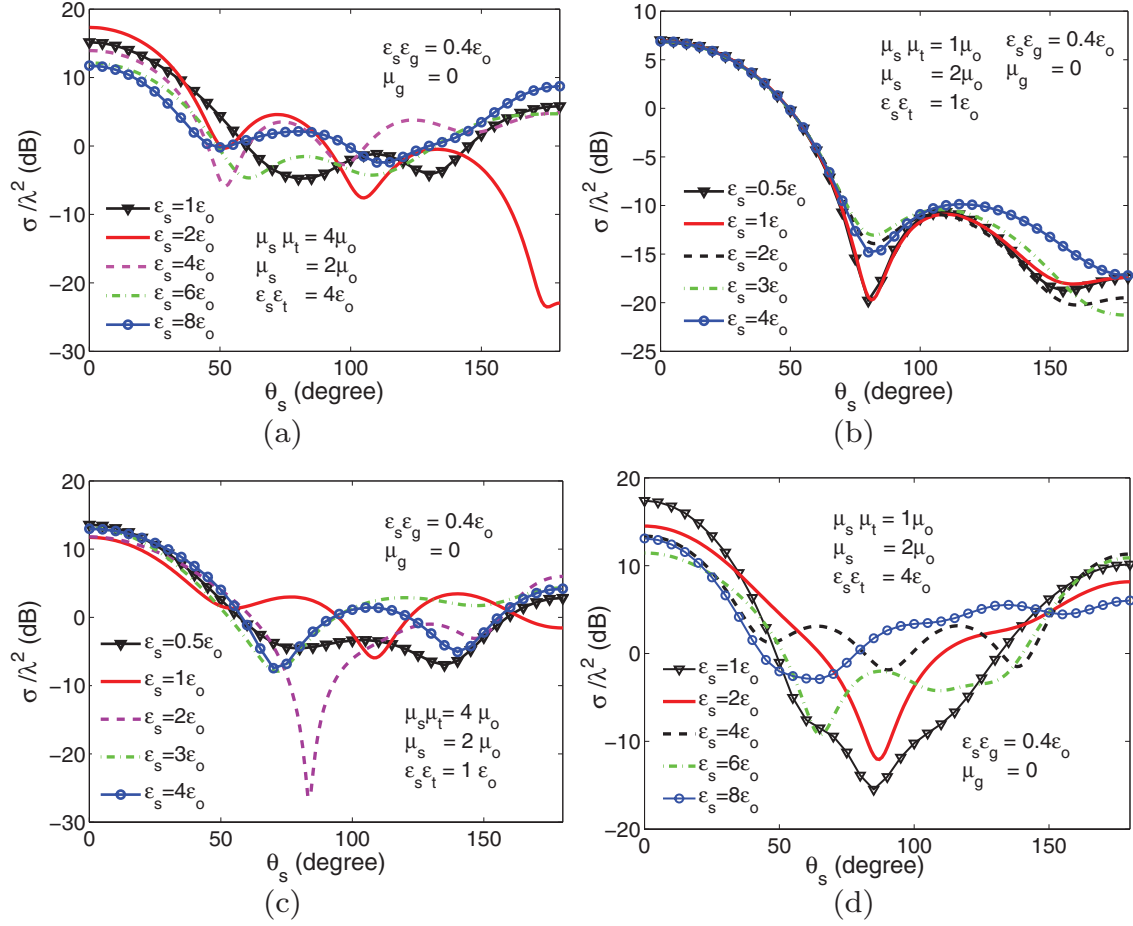 20
10
0
−10
−20
−30
0 50 100 150
σ/λ² (dB)
θ_s (degree)
ε_sε_g = 0.4ε_o
μ_g = 0
ε_s=1ε_o
ε_s=2ε_o
ε_s=4ε_o
ε_s=6ε_o
ε_s=8ε_o
μ_s μ_t = 4μ_o
μ_s = 2μ_o
ε_sε_t = 4ε_o
(a)
10
5
0
−5
−10
−15
−20
−25
0 50 100 150
σ/λ² (dB)
θ_s (degree)
μ_s μ_t = 1μ_o
μ_s = 2μ_o
ε_sε_t = 1ε_o
ε_sε_g = 0.4ε_o
μ_g = 0
ε_s=0.5ε_o
ε_s=1ε_o
ε_s=2ε_o
ε_s=3ε_o
ε_s=4ε_o
(b)
20
10
0
−10
−20
−30
0 50 100 150
σ/λ² (dB)
θ_s (degree)
ε_sε_g = 0.4ε_o
μ_g = 0
ε_s=0.5ε_o
ε_s=1ε_o
ε_s=2ε_o
ε_s=3ε_o
ε_s=4ε_o
μ_sμ_t = 4 μ_o
μ_s = 2 μ_o
ε_sε_t = 1 ε_o
(c)
20
10
0
−10
−20
0 50 100 150
σ/λ² (dB)
θ_s (degree)
μ_s μ_t = 1μ_o
μ_s = 2μ_o
ε_sε_t = 4ε_o
ε_s=1ε_o
ε_s=2ε_o
ε_s=4ε_o
ε_s=6ε_o
ε_s=8ε_o
ε_sε_g = 0.4ε_o
μ_g = 0
(d)